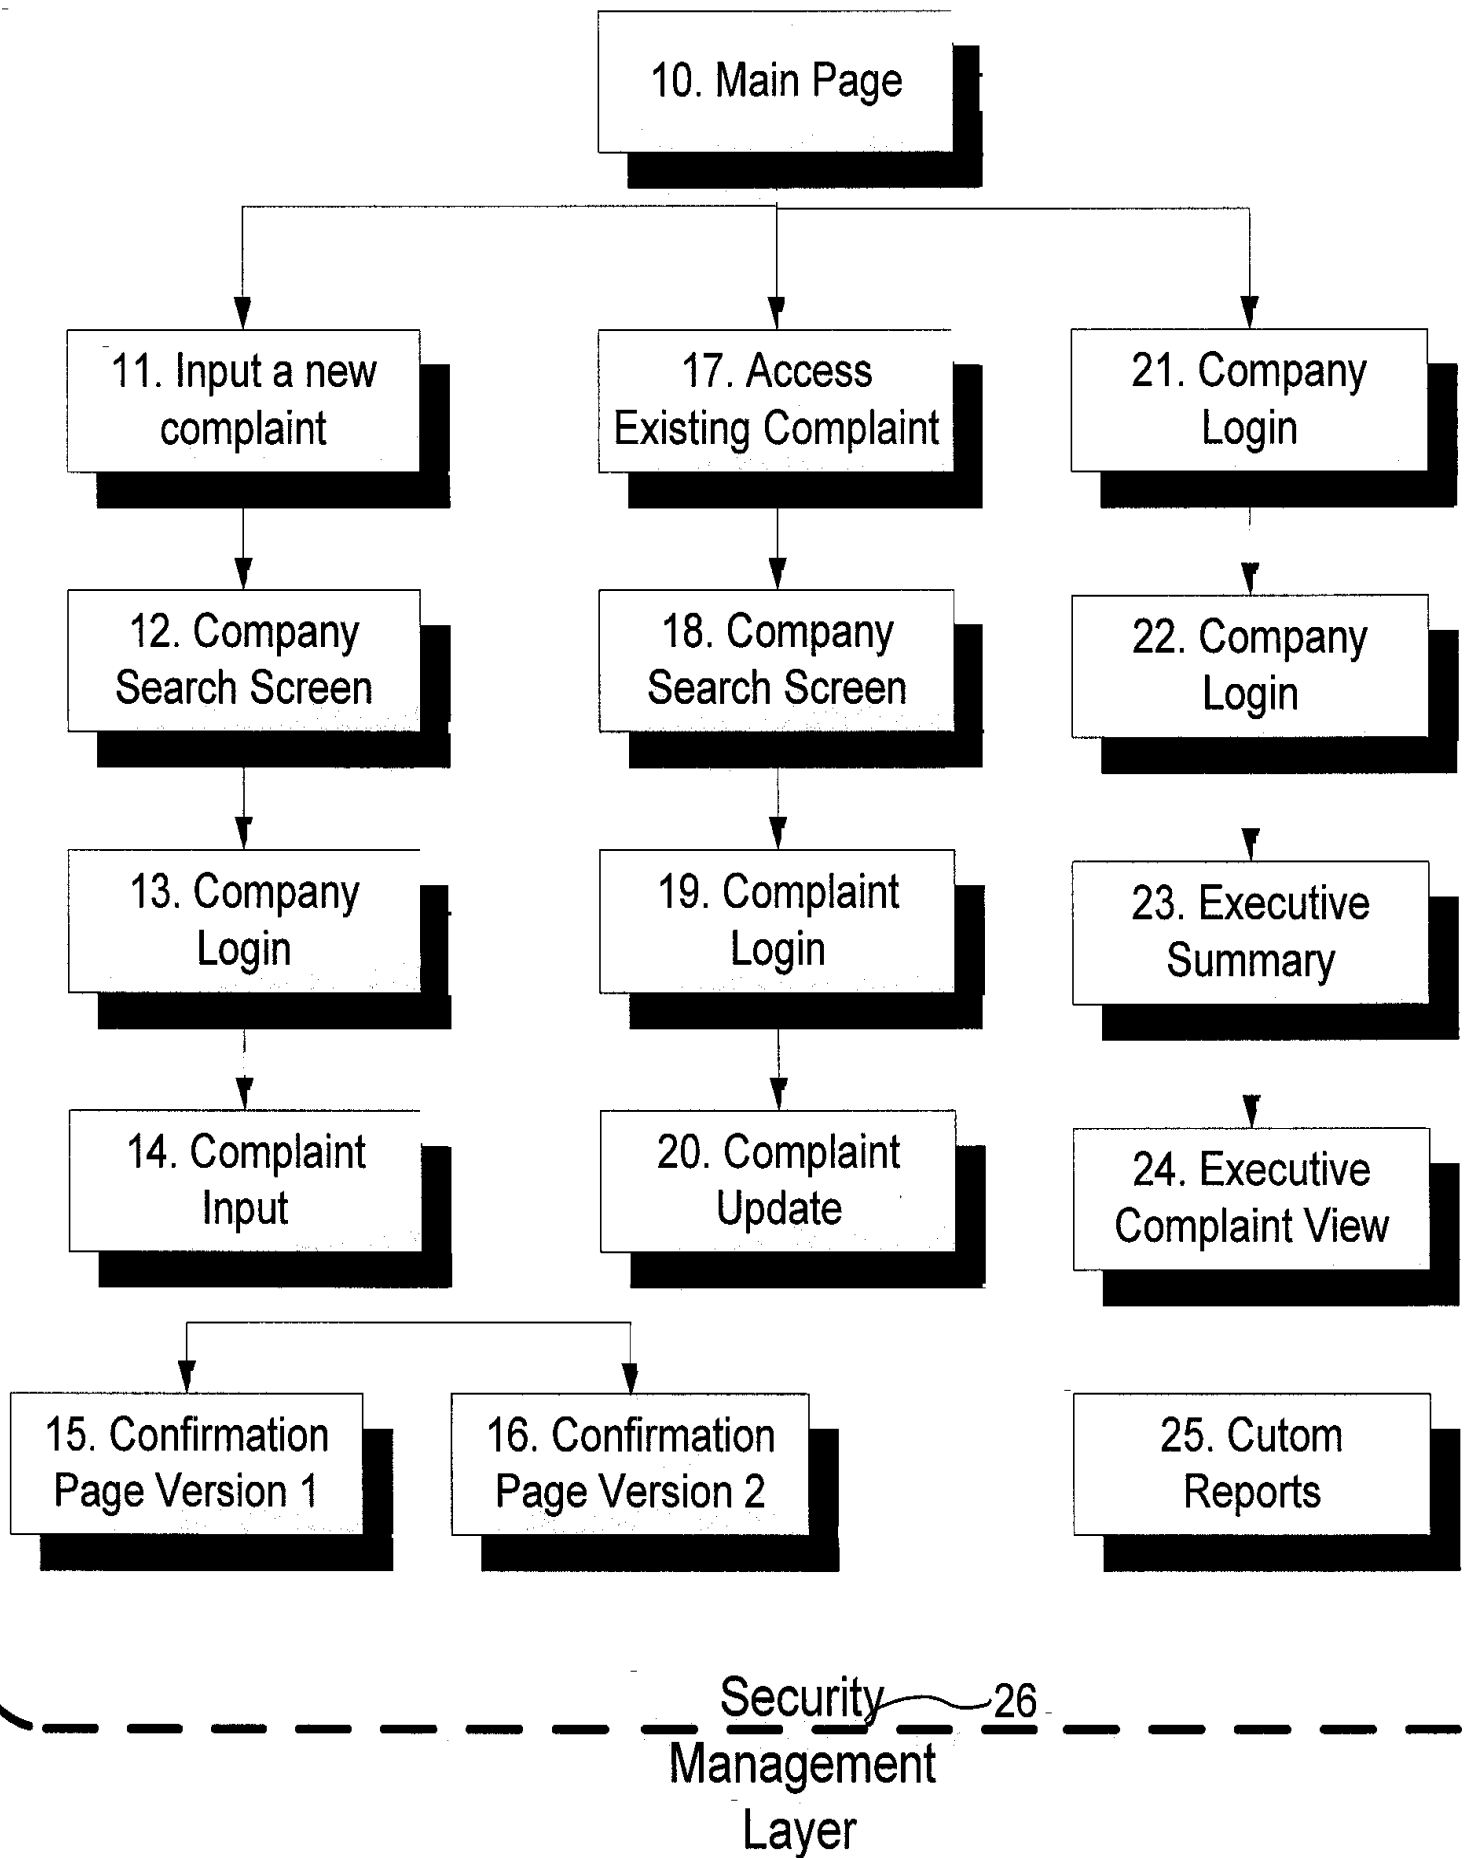 10. Main Page
11. Input a new
complaint
17. Access
Existing Complaint
21. Company
Login
12. Company
Search Screen
18. Company
Search Screen
22. Company
Login
13. Company
Login
19. Complaint
Login
23. Executive
Summary
14. Complaint
Input
20. Complaint
Update
24. Executive
Complaint View
15. Confirmation
Page Version 1
16. Confirmation
Page Version 2
25. Cutom
Reports
Security 26
Management
Layer